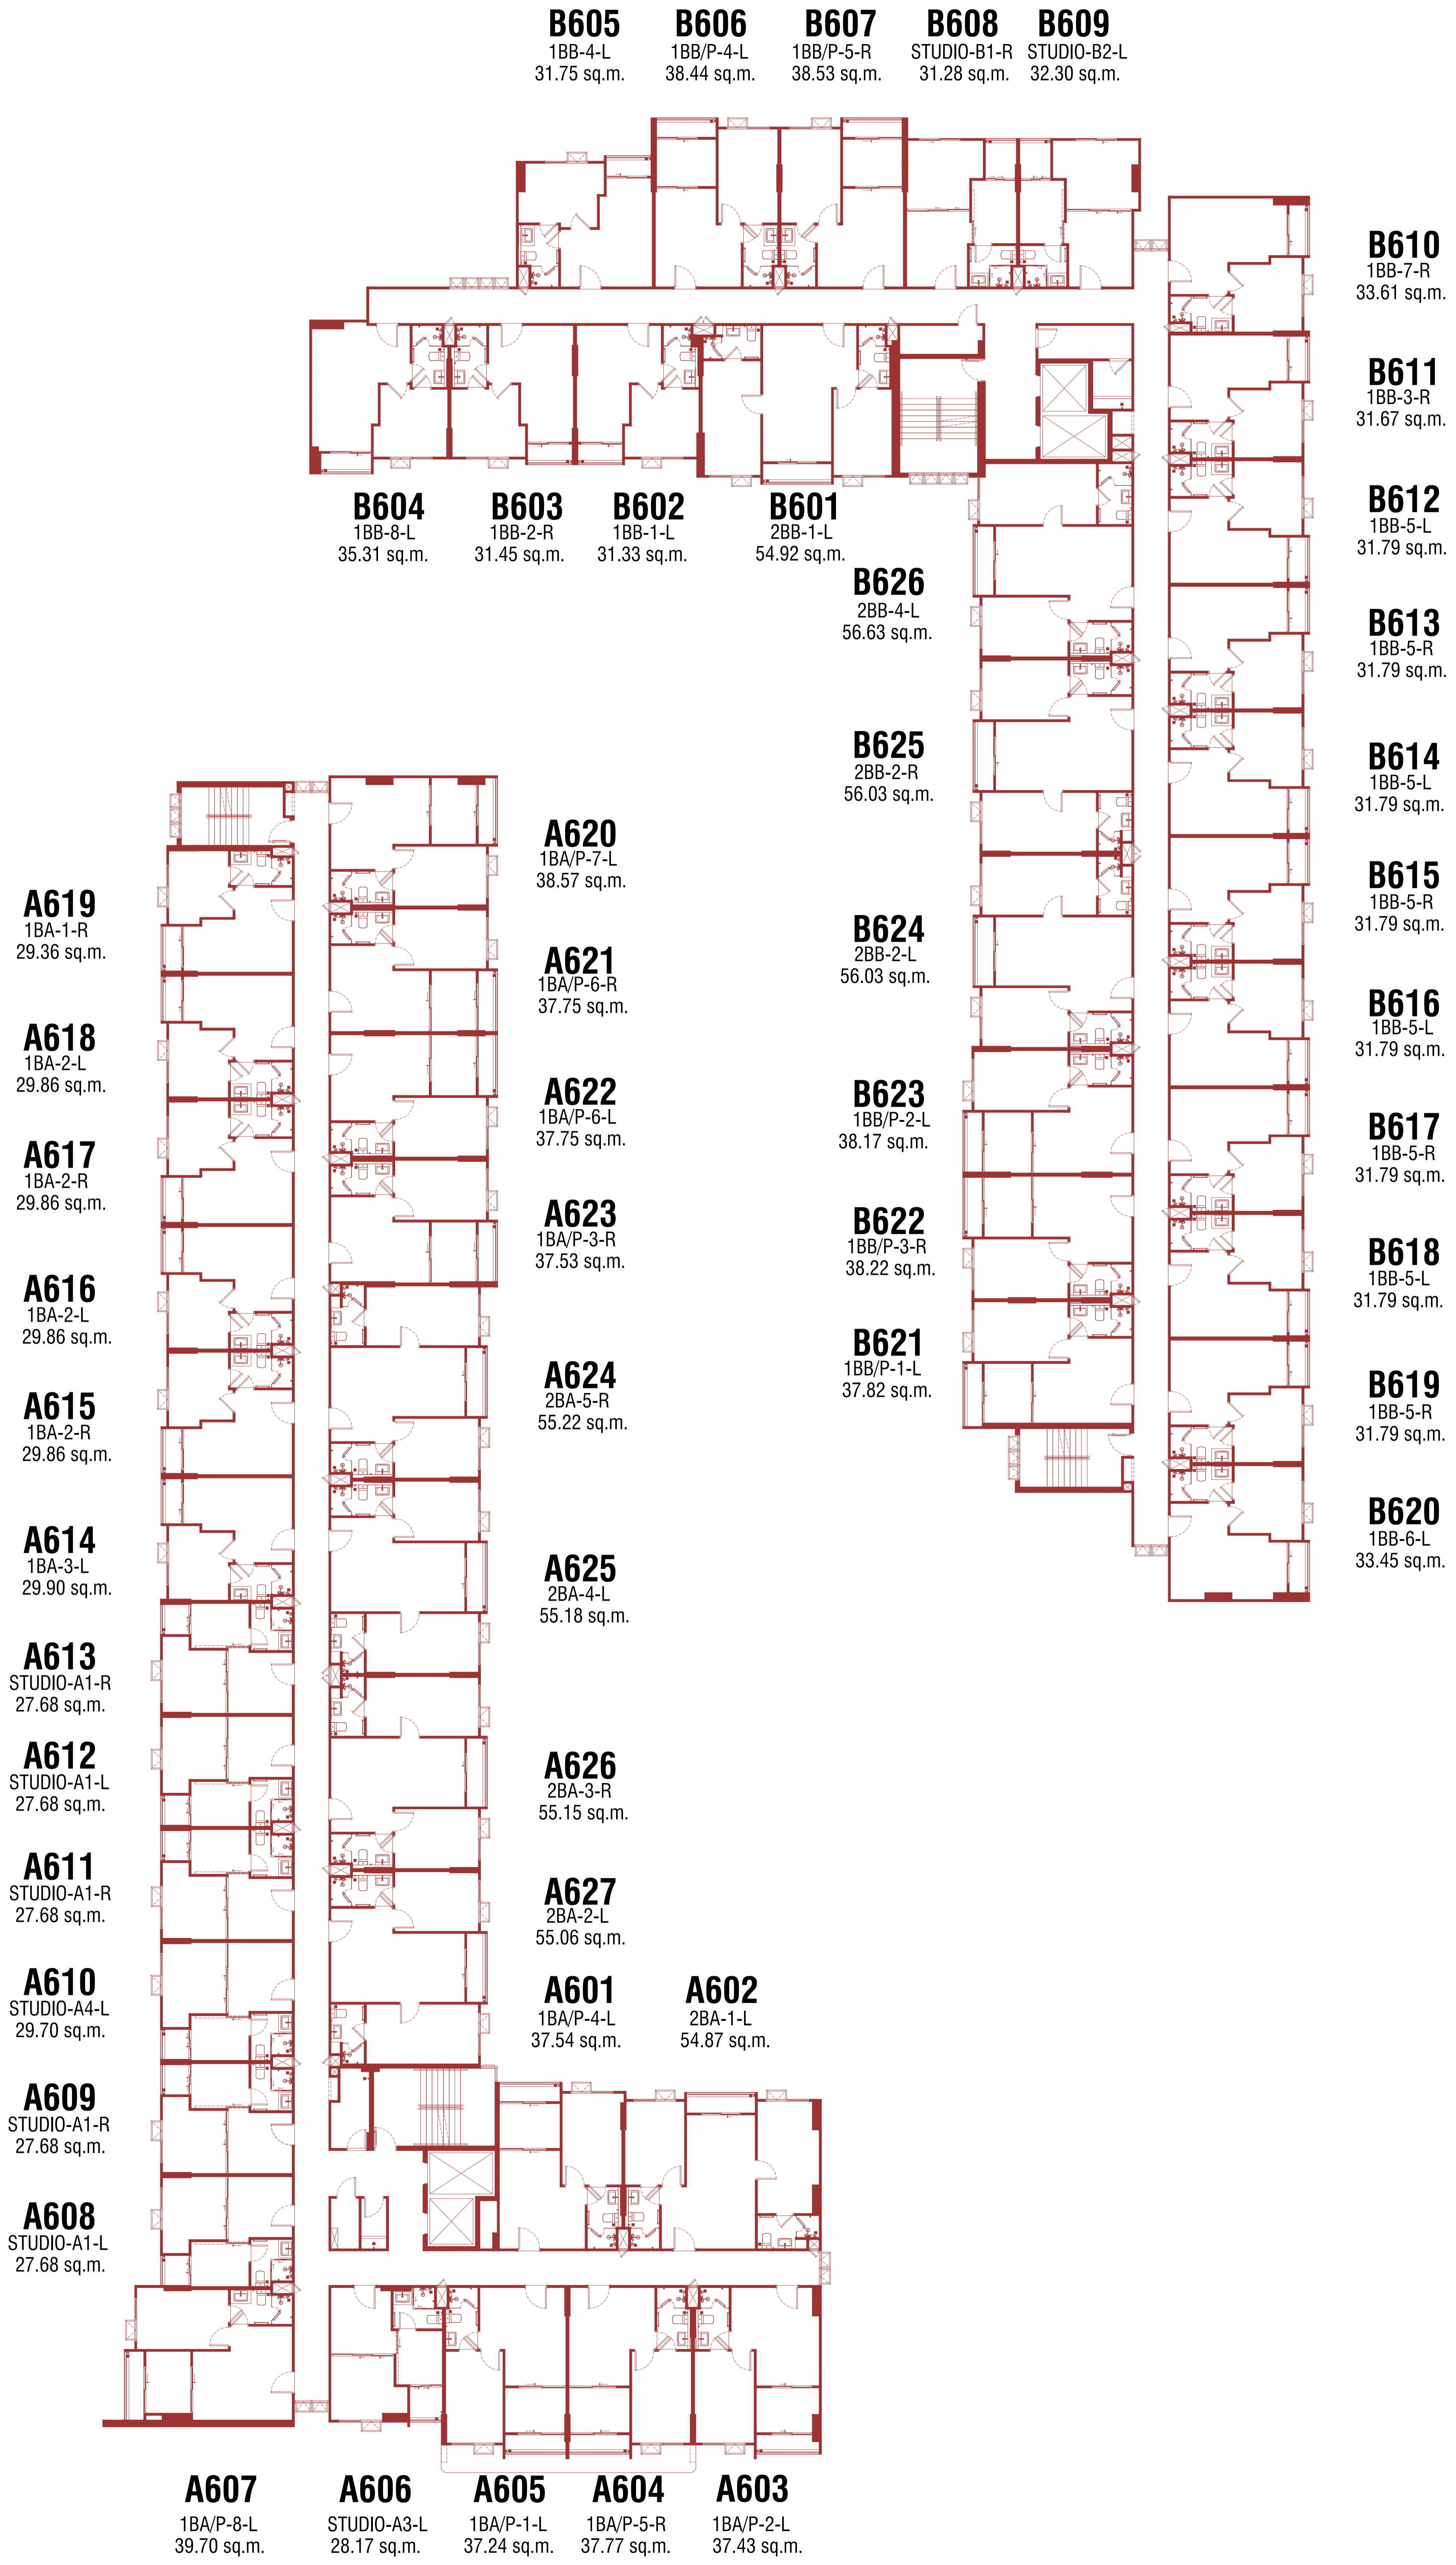 B605
1BB-4-L
31.75 sq.m.
B606
1BB/P-4-L
38.44 sq.m.
B607
1BB/P-5-R
38.53 sq.m.
B608
STUDIO-B1-R
31.28 sq.m.
B609
STUDIO-B2-L
32.30 sq.m.
B610
1BB-7-R
33.61 sq.m.
B611
1BB-3-R
31.67 sq.m.
B612
1BB-5-L
31.79 sq.m.
B613
1BB-5-R
31.79 sq.m.
B614
1BB-5-L
31.79 sq.m.
B615
1BB-5-R
31.79 sq.m.
B616
1BB-5-L
31.79 sq.m.
B617
1BB-5-R
31.79 sq.m.
B618
1BB-5-L
31.79 sq.m.
B619
1BB-5-R
31.79 sq.m.
B620
1BB-6-L
33.45 sq.m.
B604
1BB-8-L
35.31 sq.m.
B603
1BB-2-R
31.45 sq.m.
B602
1BB-1-L
31.33 sq.m.
B601
2BB-1-L
54.92 sq.m.
B626
2BB-4-L
56.63 sq.m.
B625
2BB-2-R
56.03 sq.m.
B624
2BB-2-L
56.03 sq.m.
B623
1BB/P-2-L
38.17 sq.m.
B622
1BB/P-3-R
38.22 sq.m.
B621
1BB/P-1-L
37.82 sq.m.
A619
1BA-1-R
29.36 sq.m.
A618
1BA-2-L
29.86 sq.m.
A617
1BA-2-R
29.86 sq.m.
A616
1BA-2-L
29.86 sq.m.
A615
1BA-2-R
29.86 sq.m.
A614
1BA-3-L
29.90 sq.m.
A613
STUDIO-A1-R
27.68 sq.m.
A612
STUDIO-A1-L
27.68 sq.m.
A611
STUDIO-A1-R
27.68 sq.m.
A610
STUDIO-A4-L
29.70 sq.m.
A609
STUDIO-A1-R
27.68 sq.m.
A608
STUDIO-A1-L
27.68 sq.m.
A620
1BA/P-7-L
38.57 sq.m.
A621
1BA/P-6-R
37.75 sq.m.
A622
1BA/P-6-L
37.75 sq.m.
A623
1BA/P-3-R
37.53 sq.m.
A624
2BA-5-R
55.22 sq.m.
A625
2BA-4-L
55.18 sq.m.
A626
2BA-3-R
55.15 sq.m.
A627
2BA-2-L
55.06 sq.m.
A601
1BA/P-4-L
37.54 sq.m.
A602
2BA-1-L
54.87 sq.m.
A607
1BA/P-8-L
39.70 sq.m.
A606
STUDIO-A3-L
28.17 sq.m.
A605
1BA/P-1-L
37.24 sq.m.
A604
1BA/P-5-R
37.77 sq.m.
A603
1BA/P-2-L
37.43 sq.m.